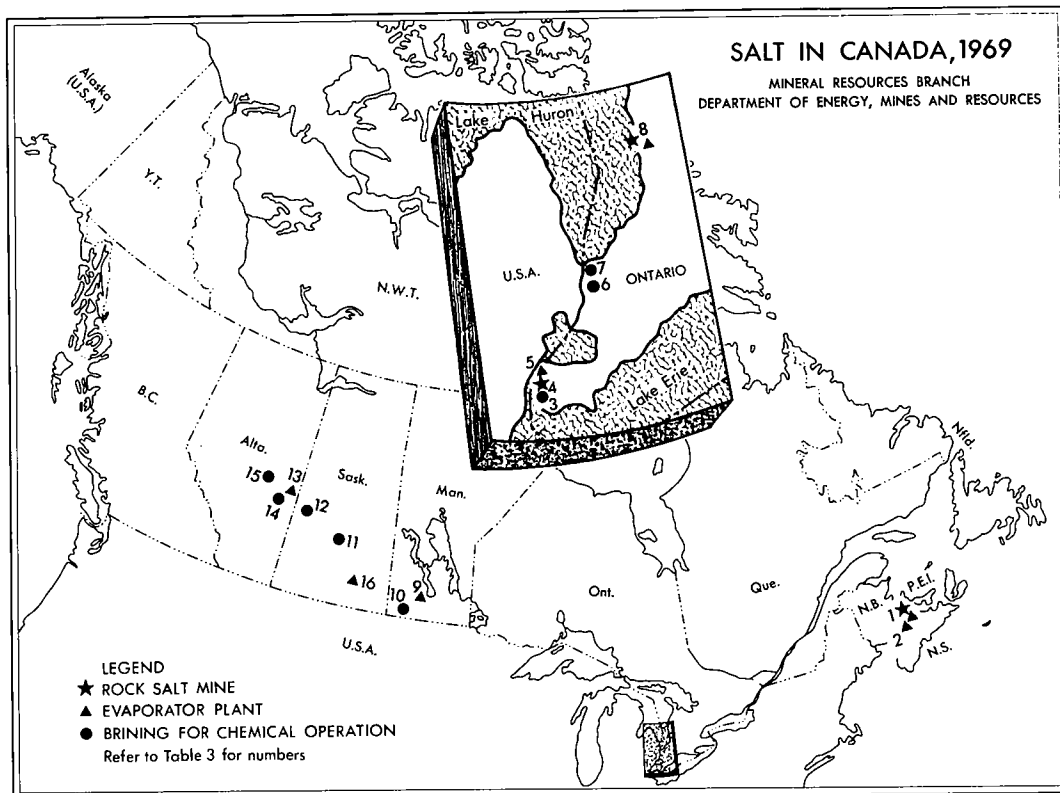 SALT IN CANADA, 1969
MINERAL RESOURCES BRANCH
DEPARTMENT OF ENERGY, MINES AND RESOURCES
Alaska
(U.S.A.)
Y.T.
N.W.T.
B.C.
Alta.
Sask.
Man.
Ont.
Que.
Nfld.
P.E.I.
N.B.
N.S.
U.S.A.
Lake Huron
8
U.S.A.
ONTARIO
7
6
5
4
3
Lake Erie
15
13
14
12
11
16
10
9
1
2
LEGEND
★ ROCK SALT MINE
▲ EVAPORATOR PLANT
● BRINING FOR CHEMICAL OPERATION
Refer to Table 3 for numbers